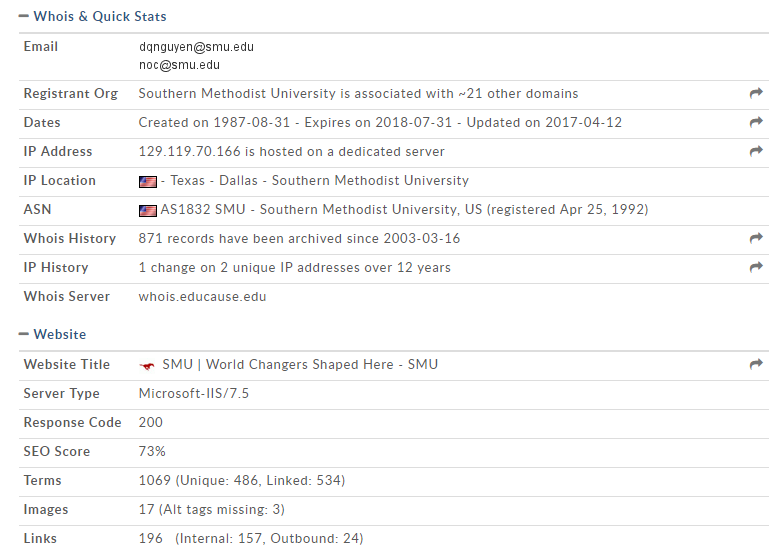 Whois & Quick Stats
Email dqnguyen@smu.edu
noc@smu.edu
Registrant Org Southern Methodist University is associated with ~21 other domains
Dates Created on 1987-08-31 - Expires on 2018-07-31 - Updated on 2017-04-12
IP Address 129.119.70.166 is hosted on a dedicated server
IP Location - Texas - Dallas - Southern Methodist University
ASN AS1832 SMU - Southern Methodist University, US (registered Apr 25, 1992)
Whois History 871 records have been archived since 2003-03-16
IP History 1 change on 2 unique IP addresses over 12 years
Whois Server whois.educause.edu
Website
Website Title SMU | World Changers Shaped Here - SMU
Server Type Microsoft-IIS/7.5
Response Code 200
SEO Score 73%
Terms 1069 (Unique: 486, Linked: 534)
Images 17 (Alt tags missing: 3)
Links 196 (Internal: 157, Outbound: 24)